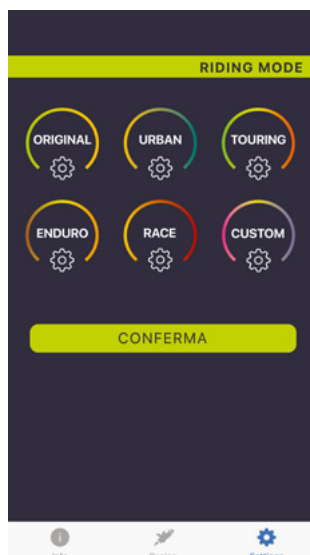 RIDING MODE
ORIGINAL URBAN TOURING
ENDURO RACE CUSTOM
CONFERMA